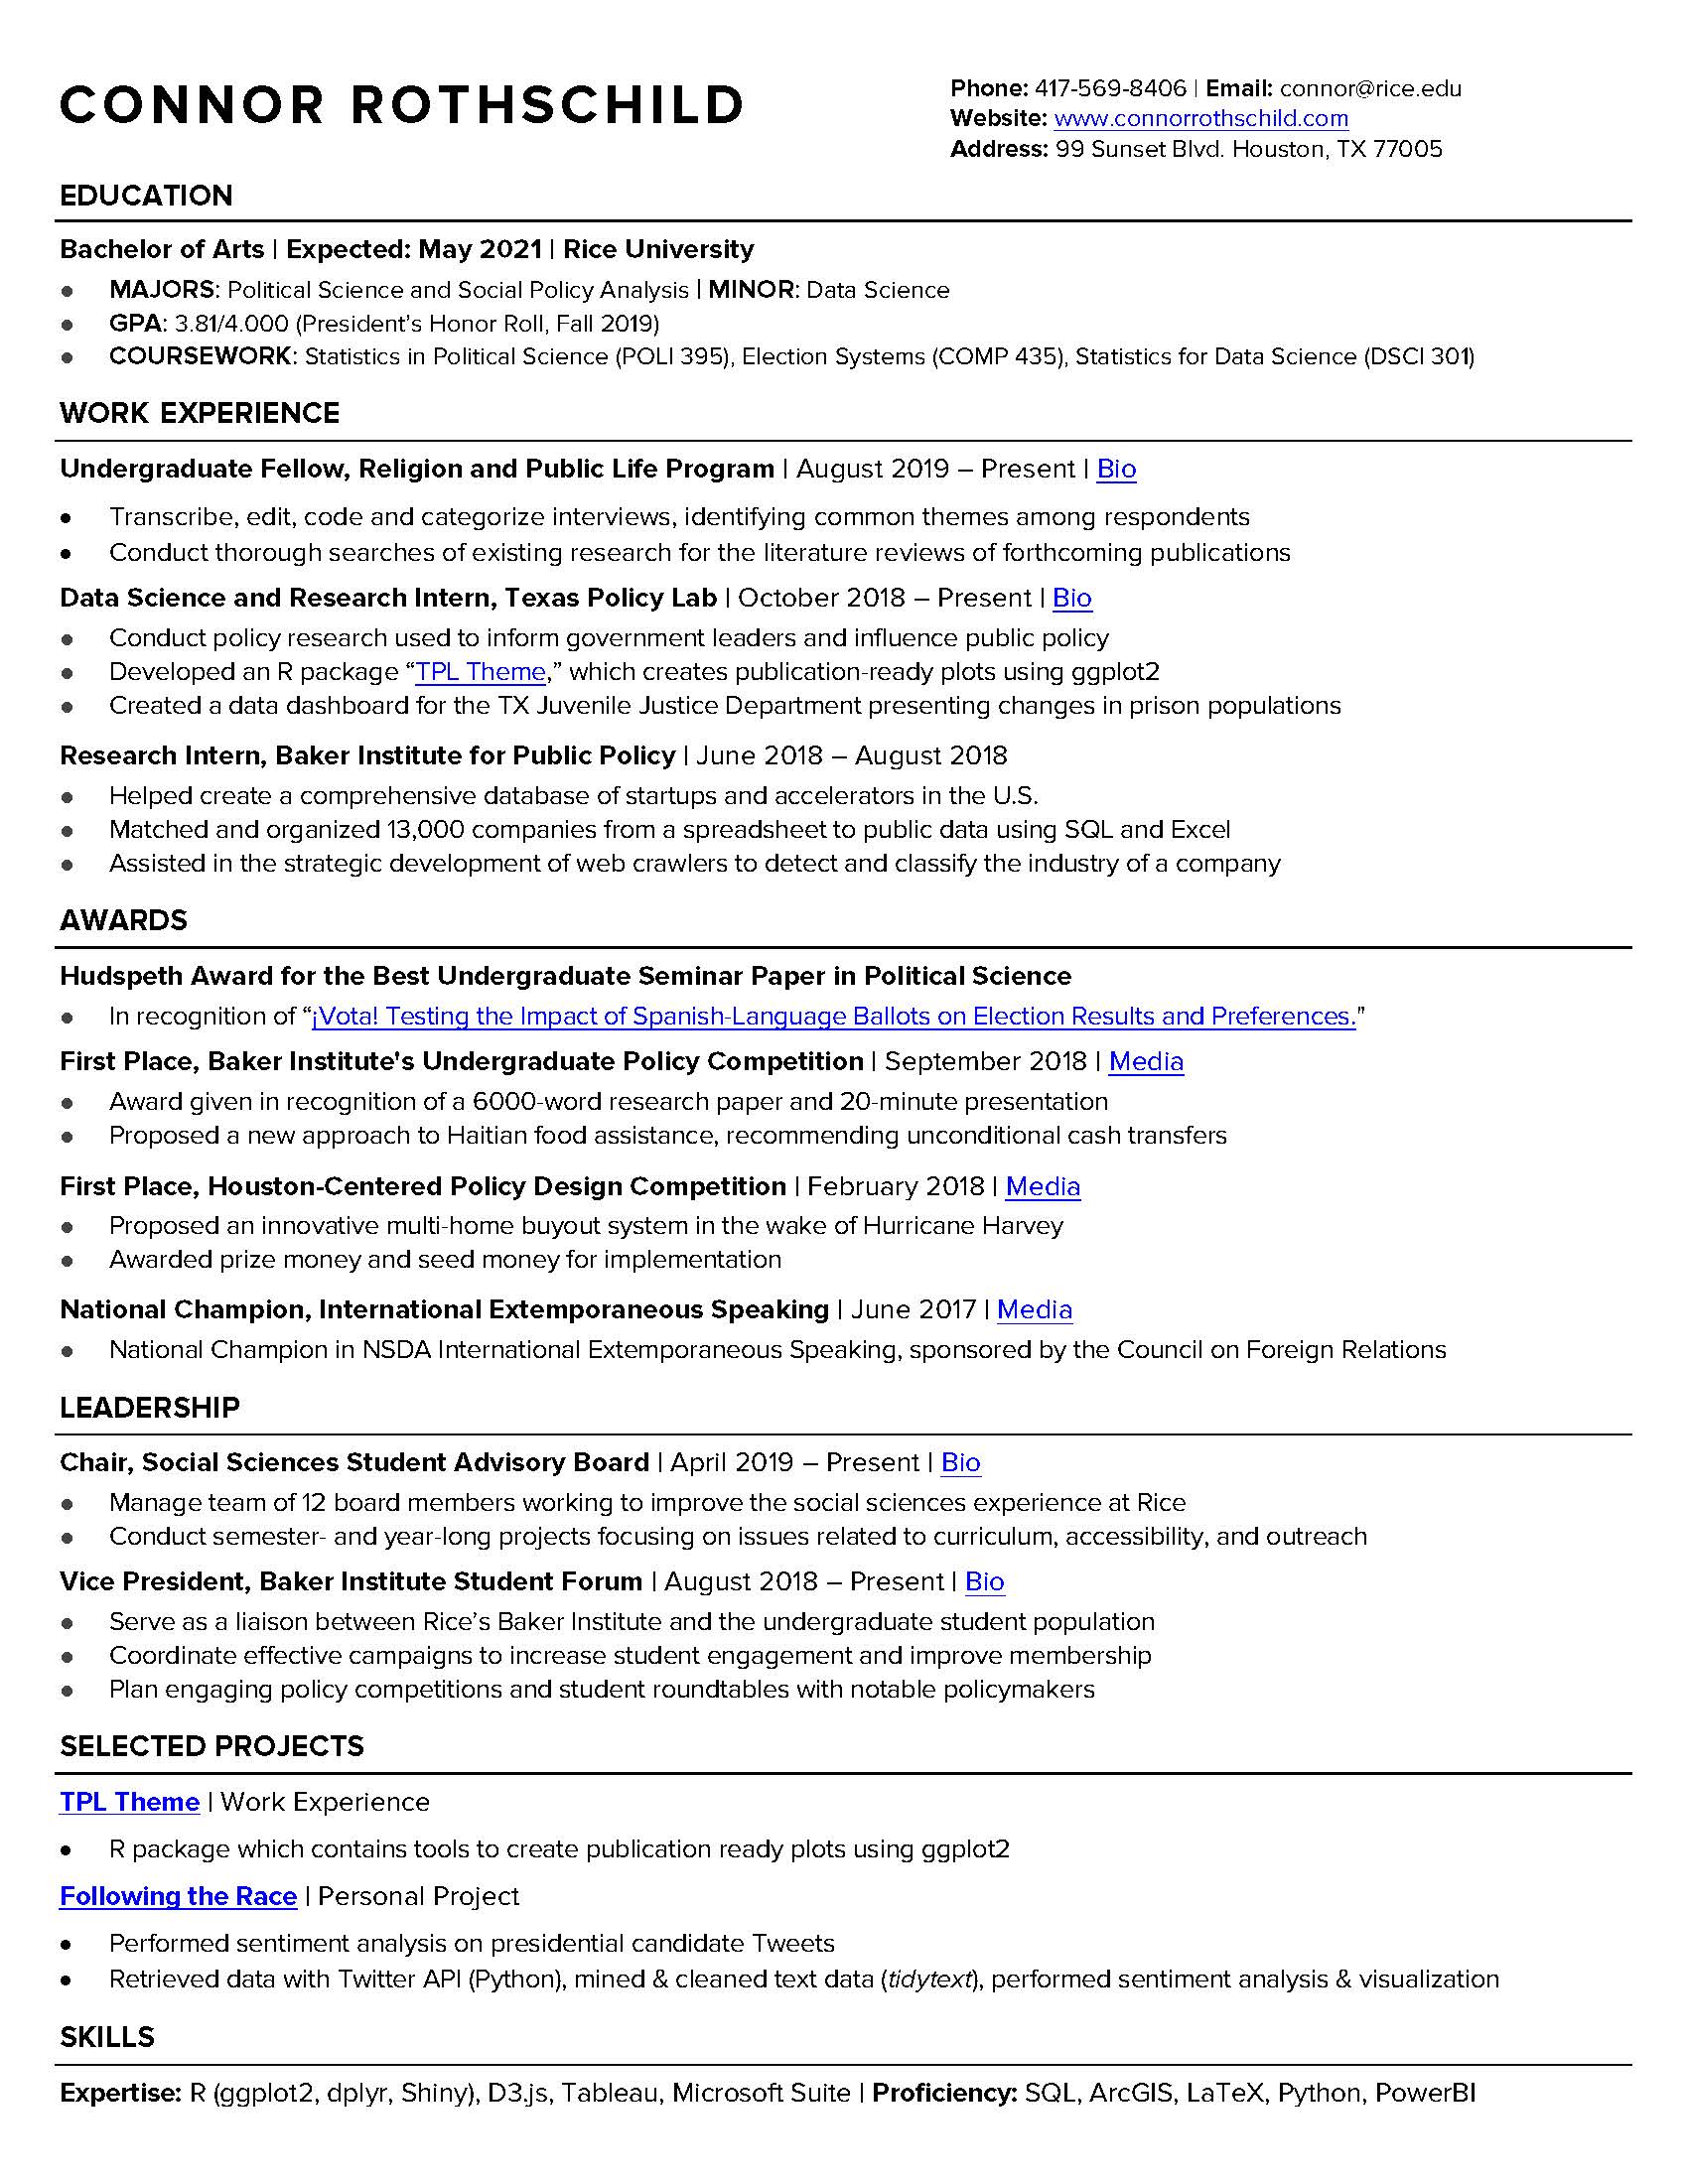 CONNOR ROTHSCHILD
Phone: 417-569-8406 | Email: connor@rice.edu
Website: www.connorrothschild.com
Address: 99 Sunset Blvd. Houston, TX 77005
EDUCATION
Bachelor of Arts | Expected: May 2021 | Rice University
● MAJORS: Political Science and Social Policy Analysis | MINOR: Data Science
● GPA: 3.81/4.000 (President’s Honor Roll, Fall 2019)
● COURSEWORK: Statistics in Political Science (POLI 395), Election Systems (COMP 435), Statistics for Data Science (DSCI 301)
WORK EXPERIENCE
Undergraduate Fellow, Religion and Public Life Program | August 2019 – Present | Bio
● Transcribe, edit, code and categorize interviews, identifying common themes among respondents
● Conduct thorough searches of existing research for the literature reviews of forthcoming publications
Data Science and Research Intern, Texas Policy Lab | October 2018 – Present | Bio
● Conduct policy research used to inform government leaders and influence public policy
● Developed an R package “TPL Theme,” which creates publication-ready plots using ggplot2
● Created a data dashboard for the TX Juvenile Justice Department presenting changes in prison populations
Research Intern, Baker Institute for Public Policy | June 2018 – August 2018
● Helped create a comprehensive database of startups and accelerators in the U.S.
● Matched and organized 13,000 companies from a spreadsheet to public data using SQL and Excel
● Assisted in the strategic development of web crawlers to detect and classify the industry of a company
AWARDS
Hudspeth Award for the Best Undergraduate Seminar Paper in Political Science
● In recognition of “¡Vota! Testing the Impact of Spanish-Language Ballots on Election Results and Preferences."
First Place, Baker Institute's Undergraduate Policy Competition | September 2018 | Media
● Award given in recognition of a 6000-word research paper and 20-minute presentation
● Proposed a new approach to Haitian food assistance, recommending unconditional cash transfers
First Place, Houston-Centered Policy Design Competition | February 2018 | Media
● Proposed an innovative multi-home buyout system in the wake of Hurricane Harvey
● Awarded prize money and seed money for implementation
National Champion, International Extemporaneous Speaking | June 2017 | Media
● National Champion in NSDA International Extemporaneous Speaking, sponsored by the Council on Foreign Relations
LEADERSHIP
Chair, Social Sciences Student Advisory Board | April 2019 – Present | Bio
● Manage team of 12 board members working to improve the social sciences experience at Rice
● Conduct semester- and year-long projects focusing on issues related to curriculum, accessibility, and outreach
Vice President, Baker Institute Student Forum | August 2018 – Present | Bio
● Serve as a liaison between Rice’s Baker Institute and the undergraduate student population
● Coordinate effective campaigns to increase student engagement and improve membership
● Plan engaging policy competitions and student roundtables with notable policymakers
SELECTED PROJECTS
TPL Theme | Work Experience
● R package which contains tools to create publication ready plots using ggplot2
Following the Race | Personal Project
● Performed sentiment analysis on presidential candidate Tweets
● Retrieved data with Twitter API (Python), mined & cleaned text data (tidytext), performed sentiment analysis & visualization
SKILLS
Expertise: R (ggplot2, dplyr, Shiny), D3.js, Tableau, Microsoft Suite | Proficiency: SQL, ArcGIS, LaTeX, Python, PowerBI